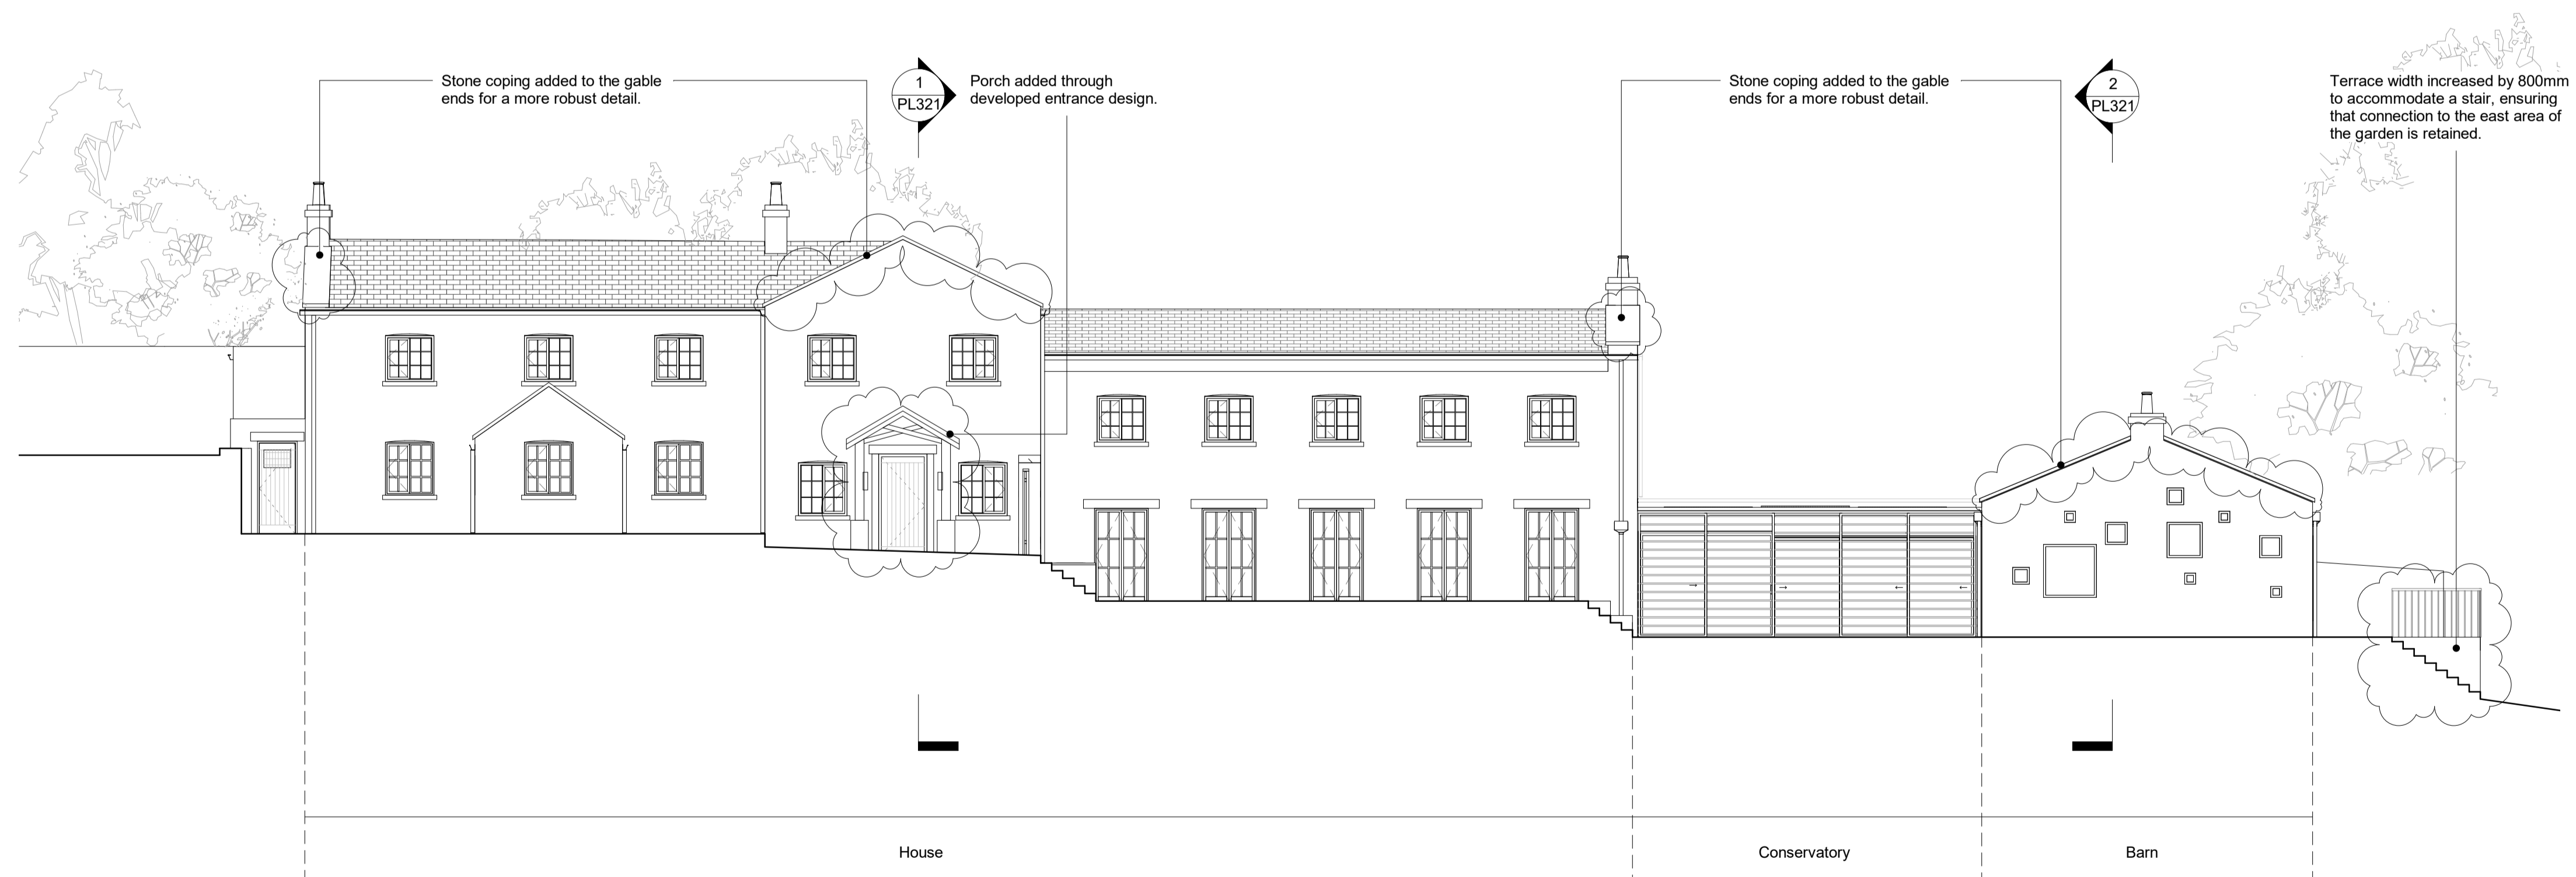 Stone coping added to the gable
ends for a more robust detail.
1
PL321
Porch added through
developed entrance design.
Stone coping added to the gable
ends for a more robust detail.
2
PL321
Terrace width increased by 800mm
to accommodate a stair, ensuring
that connection to the east area of
the garden is retained.
House
Conservatory
Barn